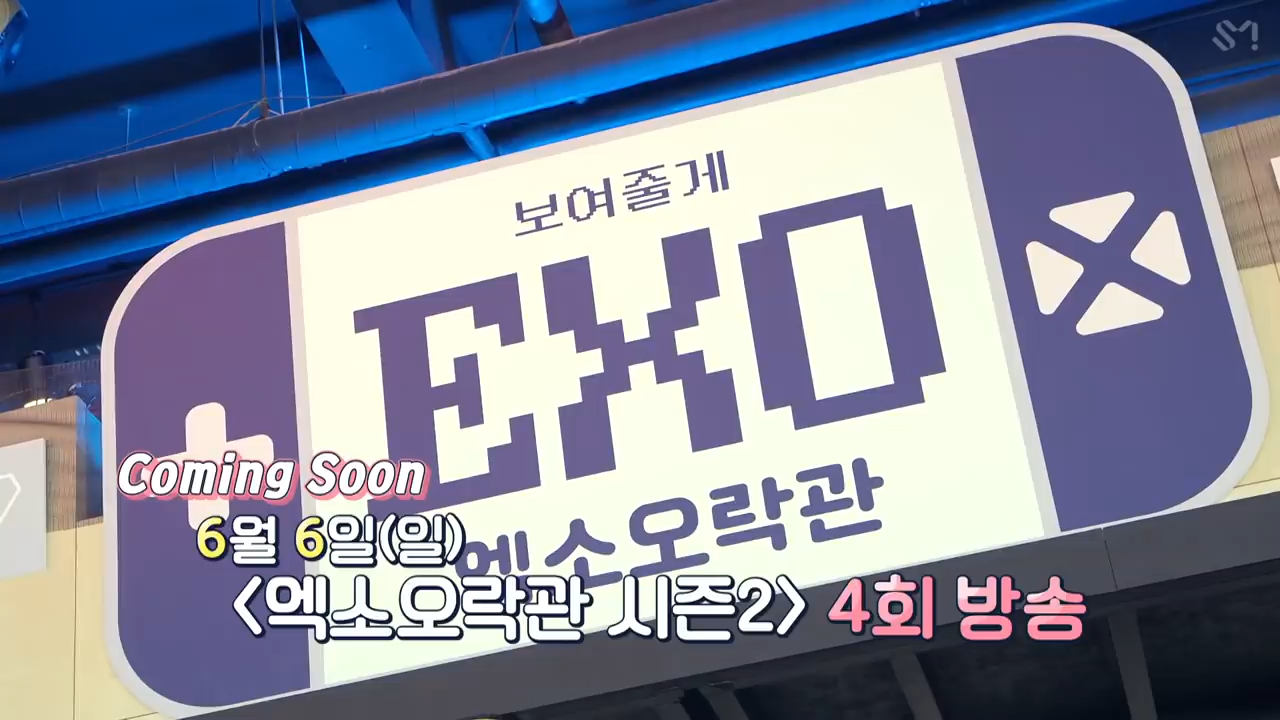 SM!
보여줄게
EXO
엑소오락관
Coming Soon
6월 6일(일)
<엑소오락관 시즌2> 4회 방송